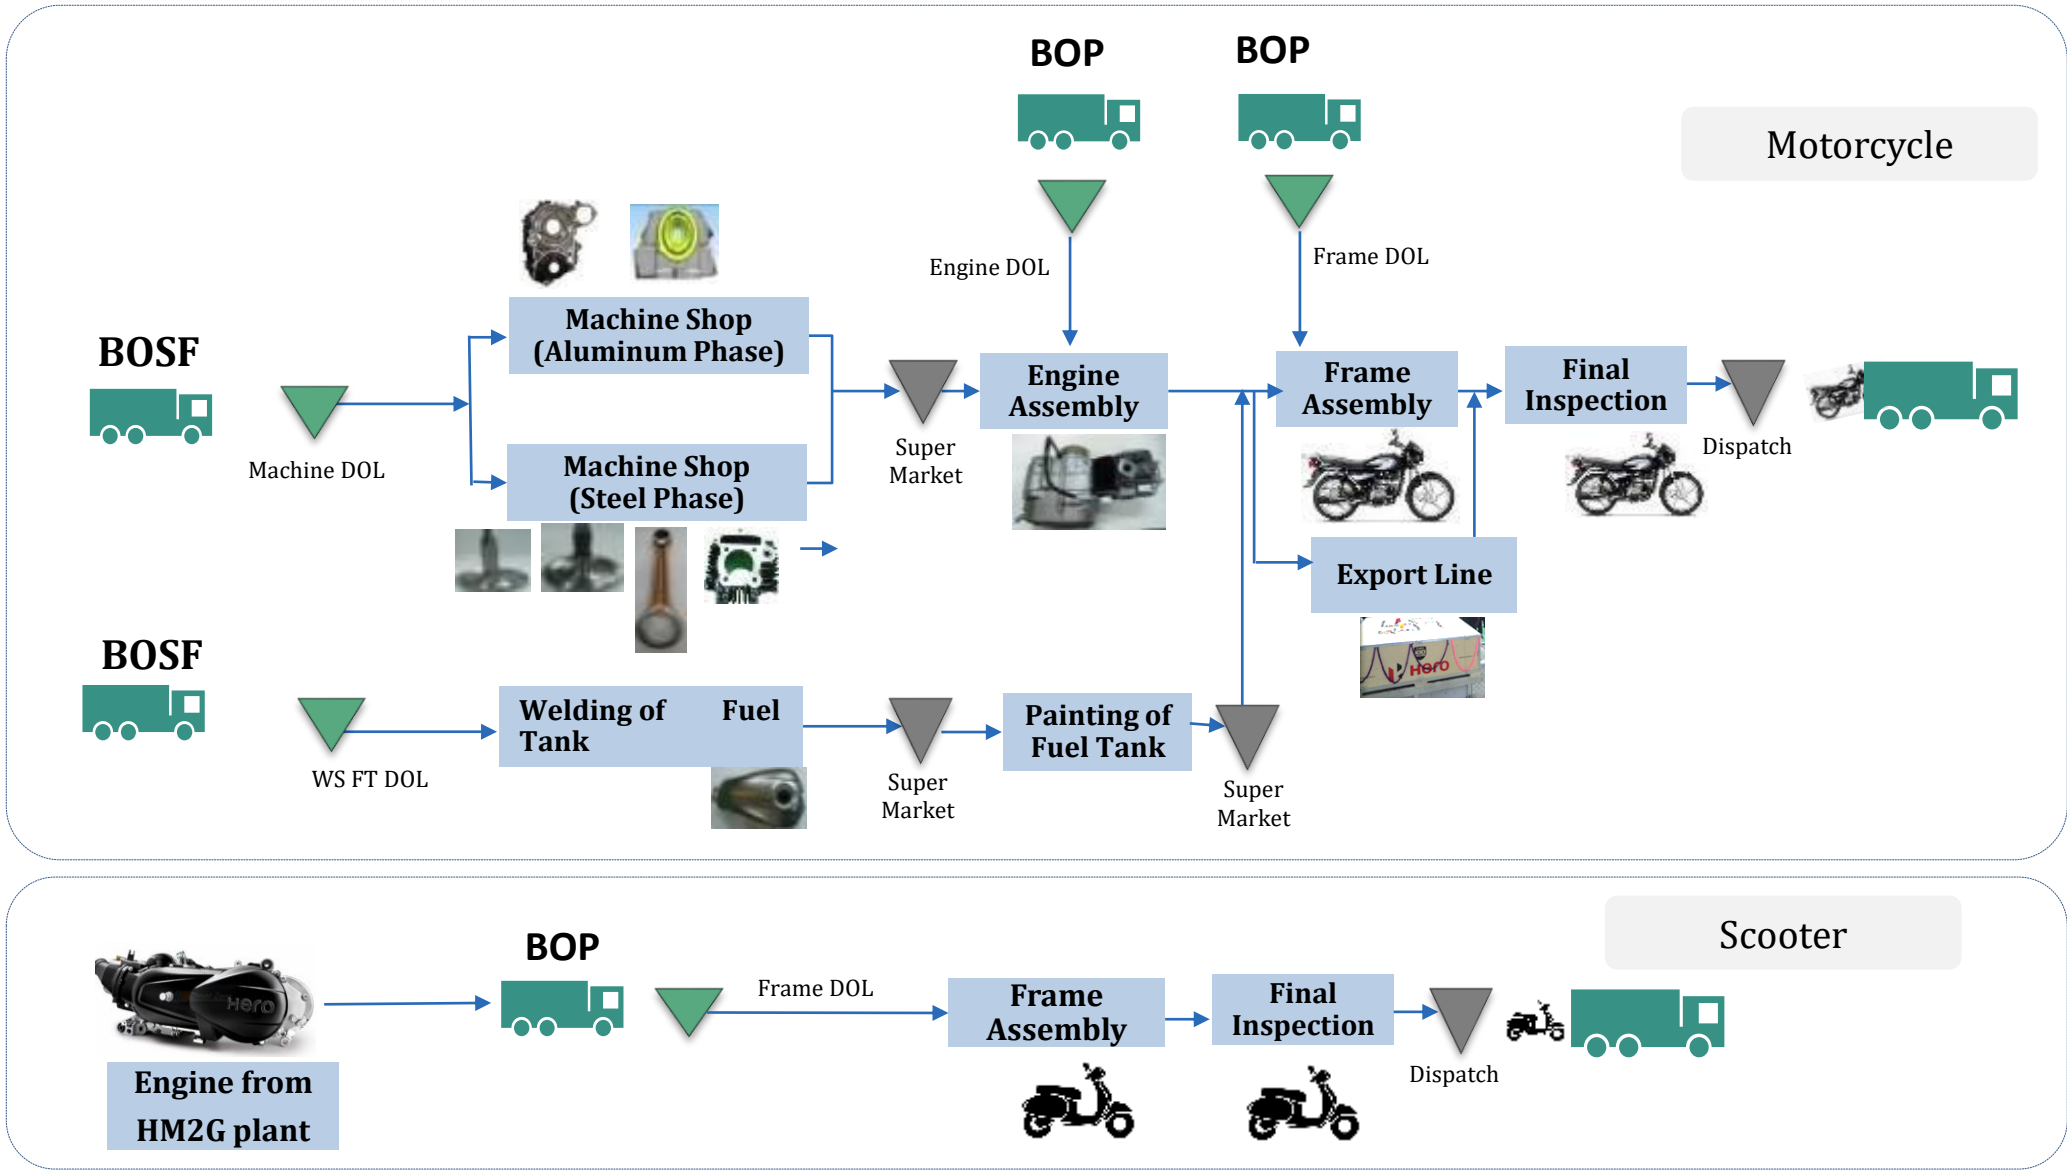 BOP
BOP
Motorcycle
Engine DOL
Frame DOL
BOSF
Machine Shop
(Aluminum Phase)
Engine
Assembly
Frame
Assembly
Final
Inspection
Machine DOL
Super
Market
Dispatch
Machine Shop
(Steel Phase)
Export Line
Hero
BOSF
Welding of Fuel
Tank
Painting of
Fuel Tank
WS FT DOL
Super
Market
Super
Market
Scooter
BOP
Hero
Frame DOL
Frame
Assembly
Final
Inspection
Dispatch
Engine from
HM2G plant